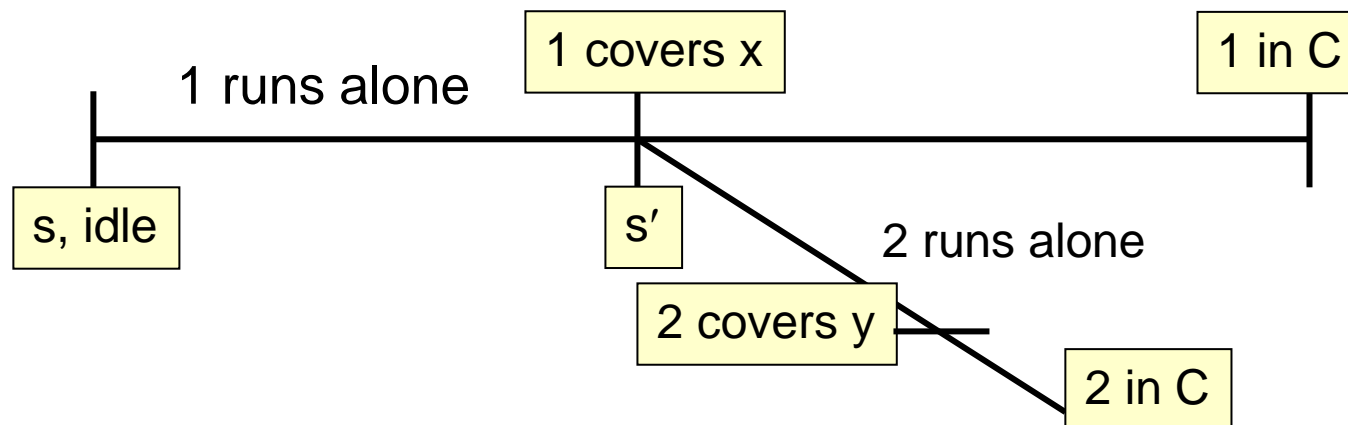 1 covers x
1 in C
1 runs alone
s, idle
s′
2 runs alone
2 covers y
2 in C